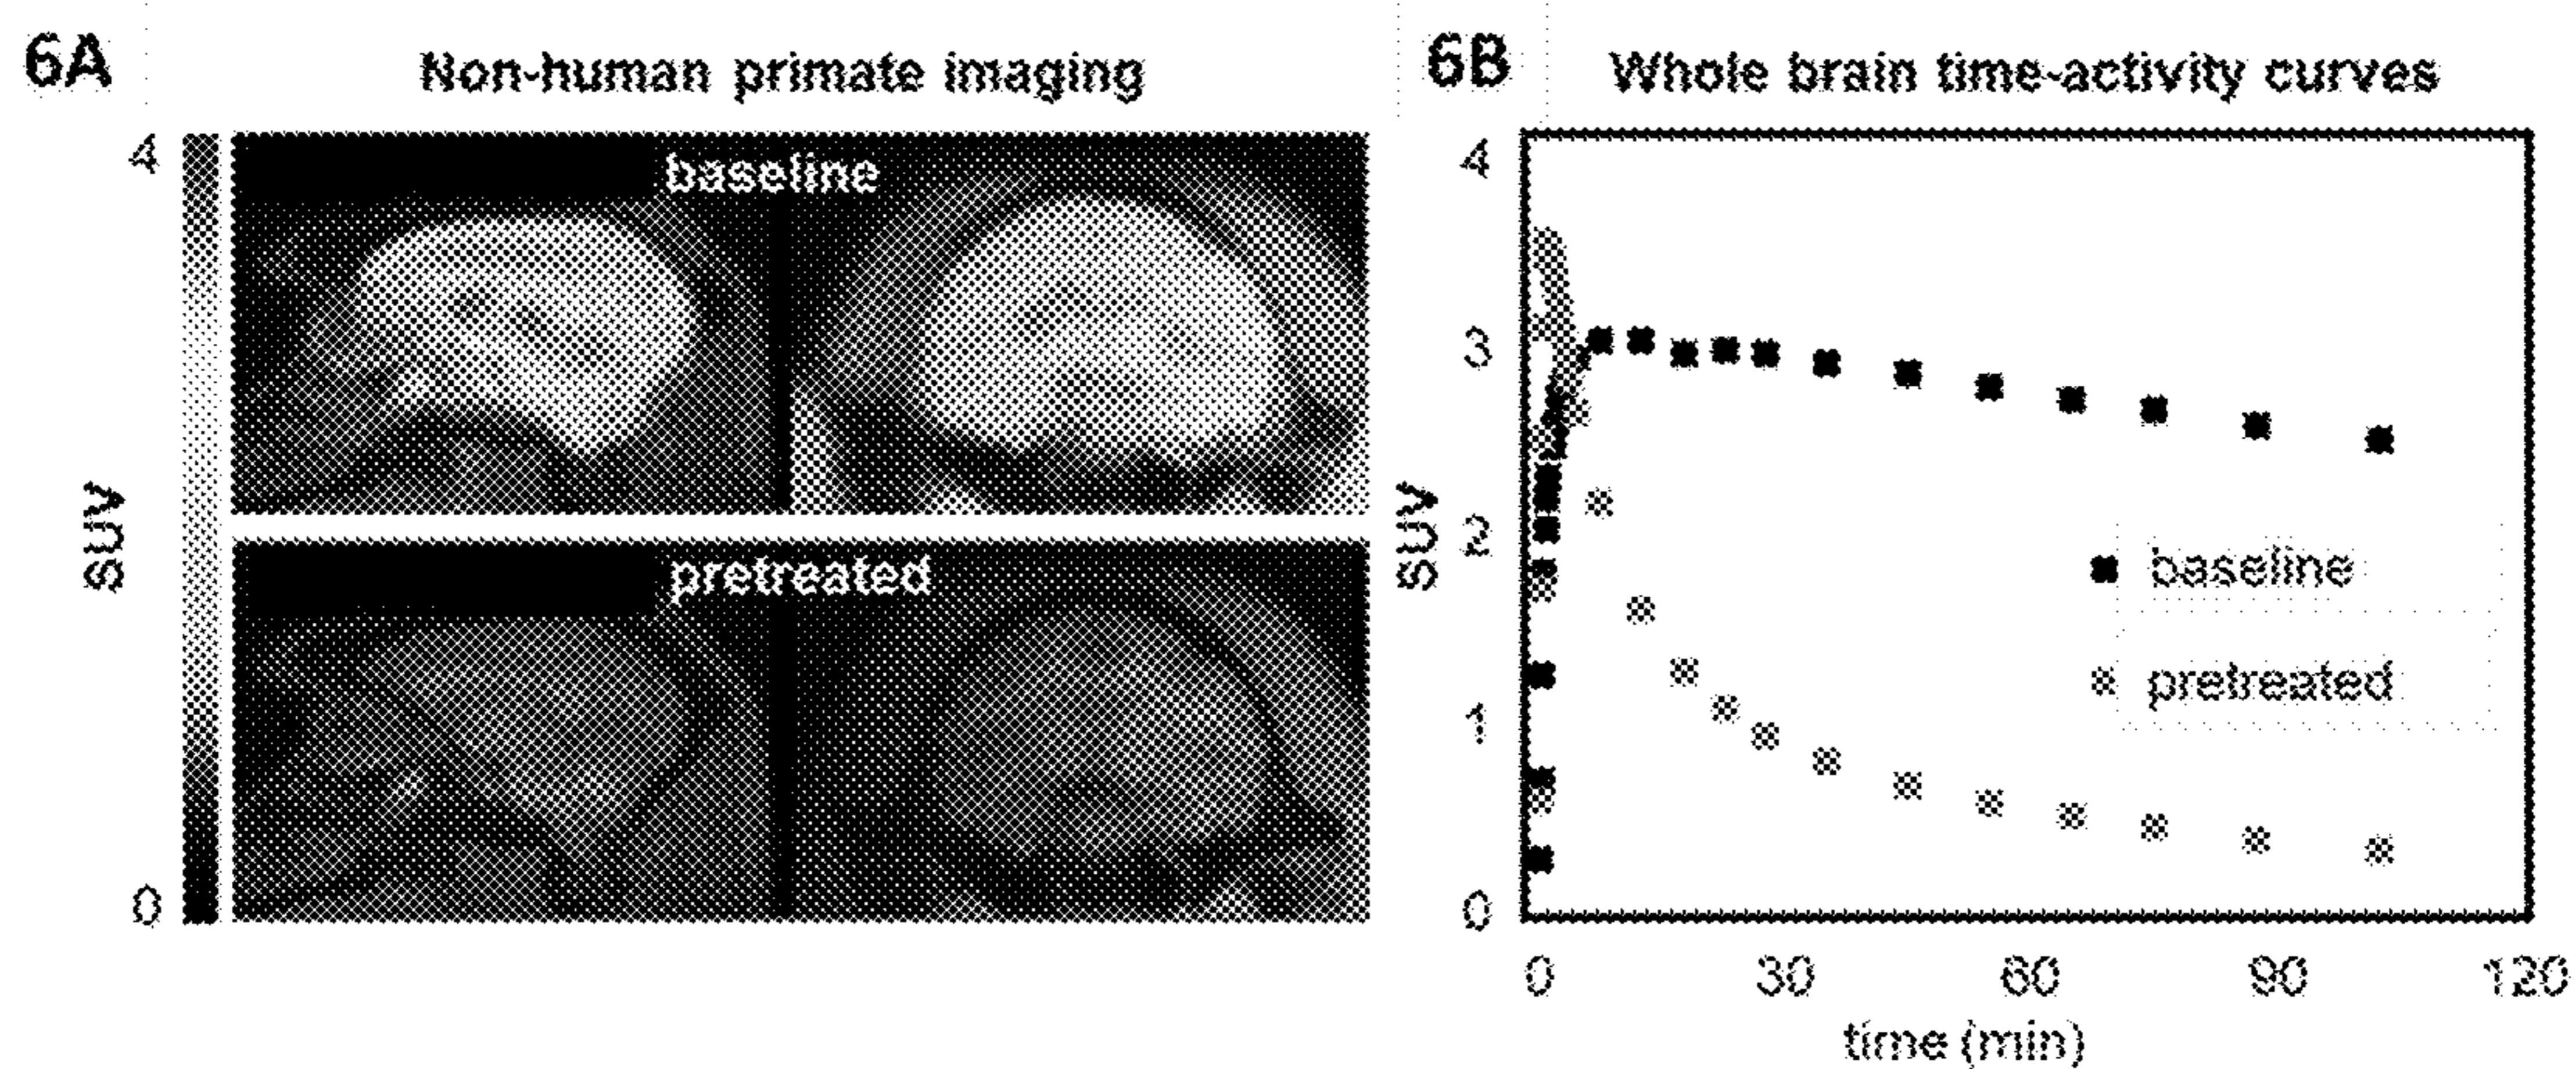 6A
Non-human primate imaging
4
SUV
0
baseline
pretreated
6B
Whole brain time-activity curves
4
3
2
1
0
SUV
baseline
pretreated
0 30 60 90 120
time (min)